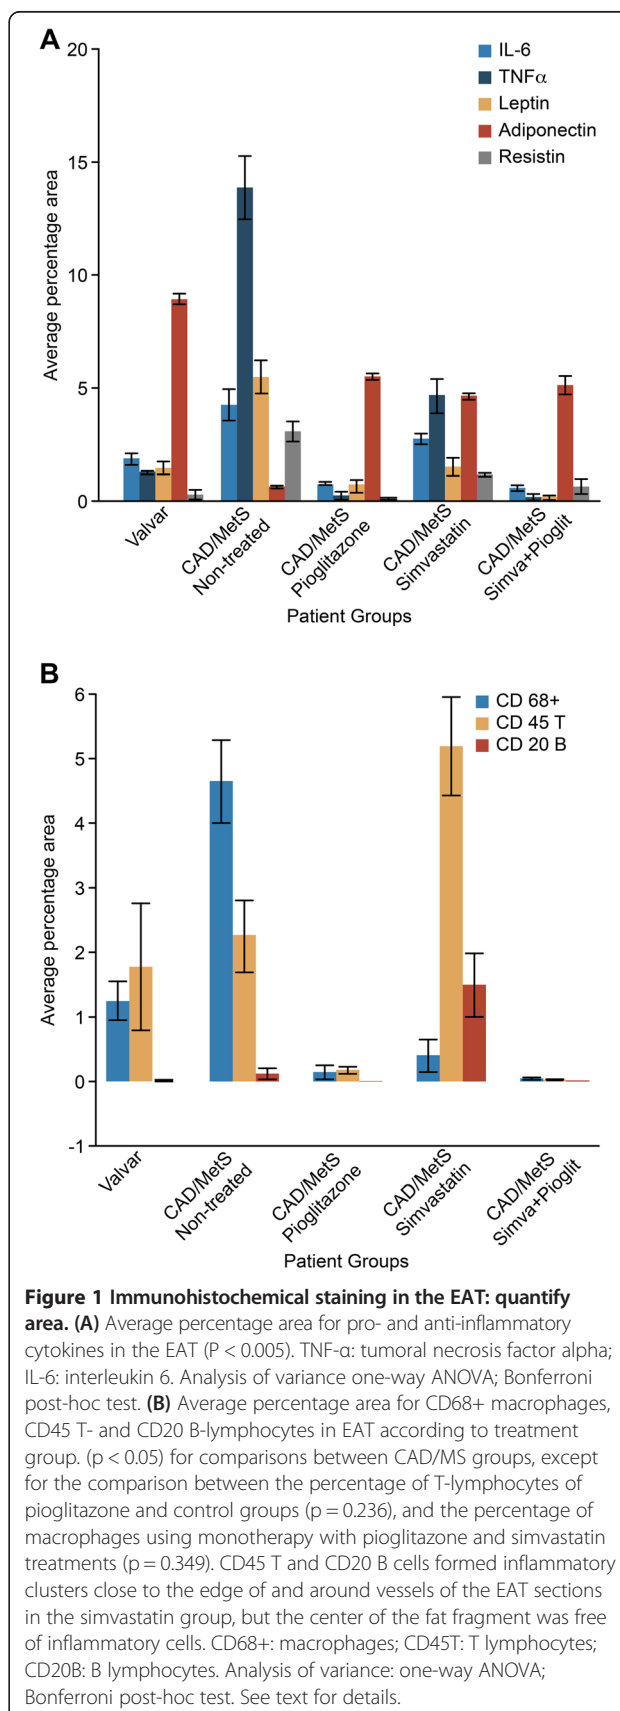 A
20
15
10
5
0
Average percentage area
IL-6
TNFα
Leptin
Adiponectin
Resistin
Valvar
CAD/MetS
Non-treated
CAD/MetS
Pioglitazone
CAD/MetS
Simvastatin
CAD/MetS
Simva+Pioglit
Patient Groups
B
6
5
4
3
2
1
0
-1
Average percentage area
CD 68+
CD 45 T
CD 20 B
Valvar
CAD/MetS
Non-treated
CAD/MetS
Pioglitazone
CAD/MetS
Simvastatin
CAD/MetS
Simva+Pioglit
Patient Groups
Figure 1 Immunohistochemical staining in the EAT: quantify
area. (A) Average percentage area for pro- and anti-inflammatory
cytokines in the EAT (P < 0.005). TNF-α: tumoral necrosis factor alpha;
IL-6: interleukin 6. Analysis of variance one-way ANOVA; Bonferroni
post-hoc test. (B) Average percentage area for CD68+ macrophages,
CD45 T- and CD20 B-lymphocytes in EAT according to treatment
group. (p < 0.05) for comparisons between CAD/MS groups, except
for the comparison between the percentage of T-lymphocytes of
pioglitazone and control groups (p = 0.236), and the percentage of
macrophages using monotherapy with pioglitazone and simvastatin
treatments (p = 0.349). CD45 T and CD20 B cells formed inflammatory
clusters close to the edge of and around vessels of the EAT sections
in the simvastatin group, but the center of the fat fragment was free
of inflammatory cells. CD68+: macrophages; CD45T: T lymphocytes;
CD20B: B lymphocytes. Analysis of variance: one-way ANOVA;
Bonferroni post-hoc test. See text for details.